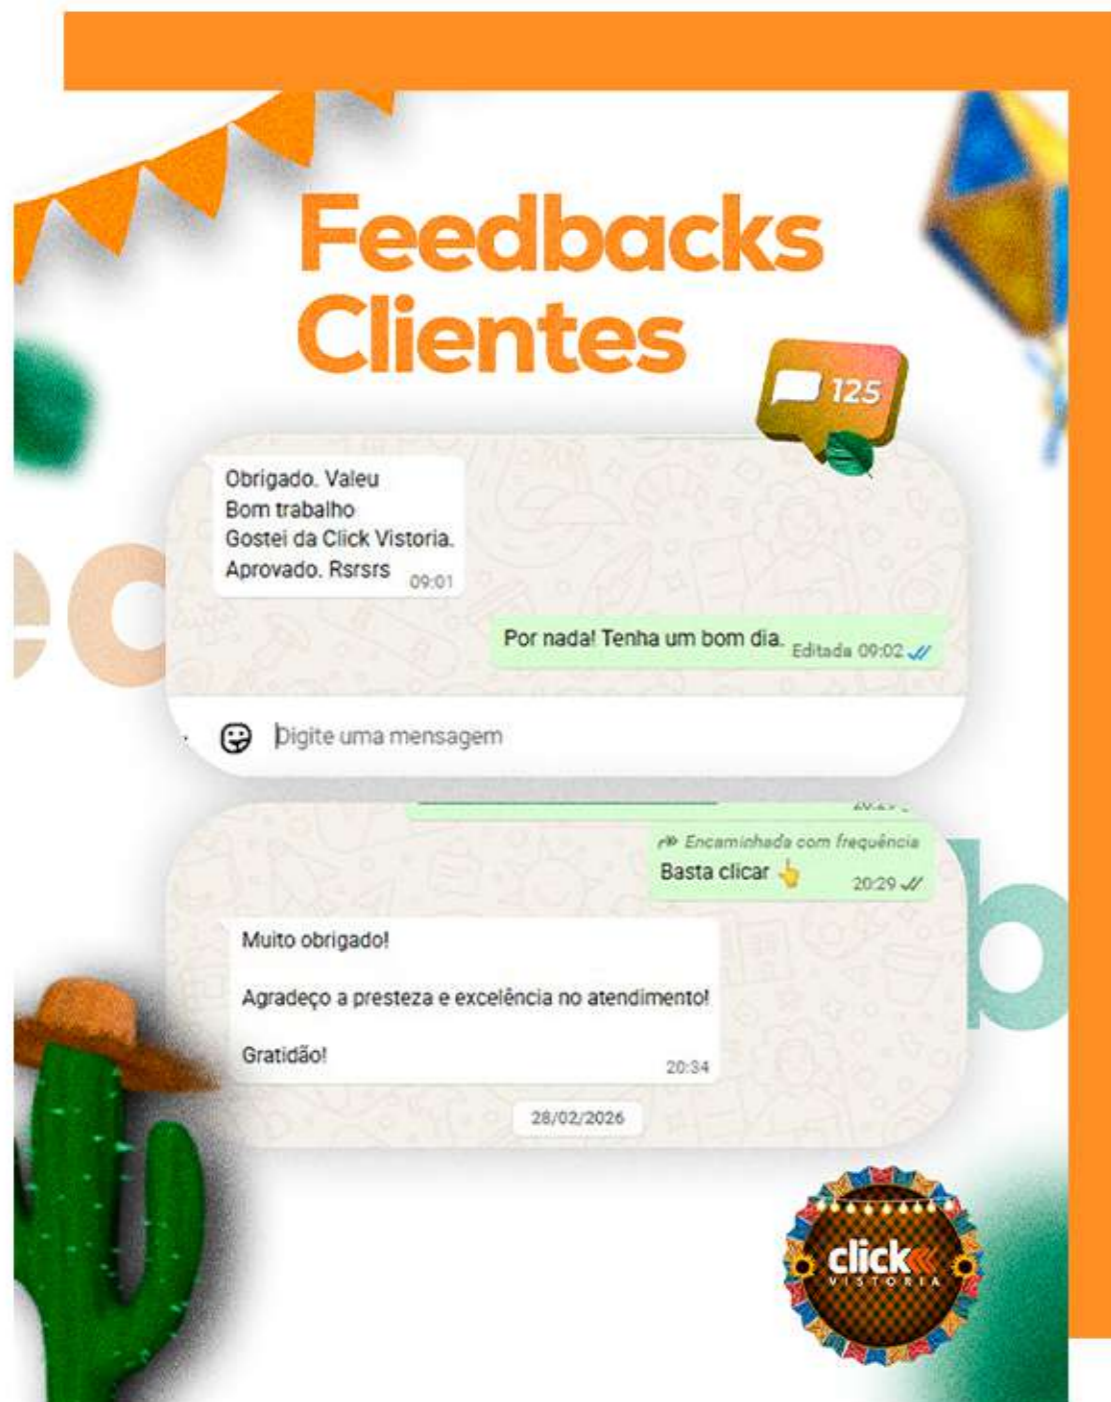 Feedbacks
Clientes
125
Obrigado. Valeu
Bom trabalho
Gostei da Click Vistoria.
Aprovado. Rsrsrs 09:01
Por nada! Tenha um bom dia. Editada 09:02
Digite uma mensagem
Encaminhada com frequência
Basta clicar 👆 20:29
Muito obrigado!
Agradeço a presteza e excelência no atendimento!
Gratidão!
20:34
28/02/2026
click
VISTORIA